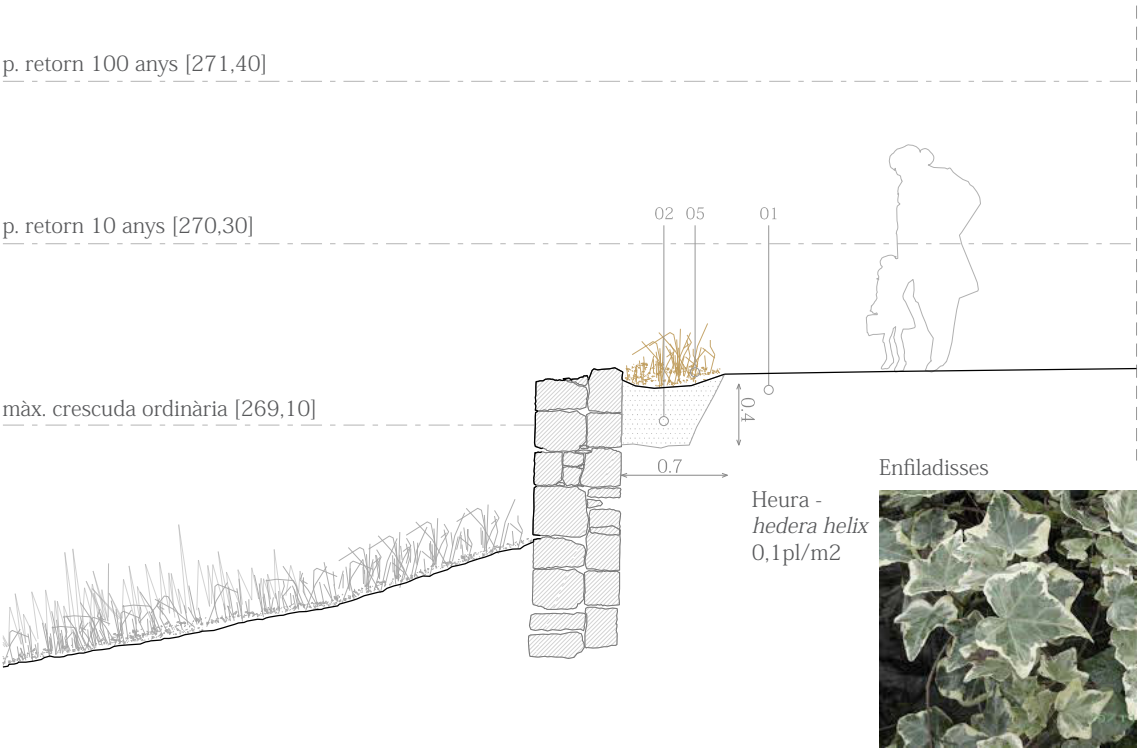 p. retorn 100 anys [271,40]
p. retorn 10 anys [270,30]
02 05 01
màx. crescuda ordinària [269,10]
0.4
0.7
Enfiladisses
Heura -
hedera helix
0,1pl/m2